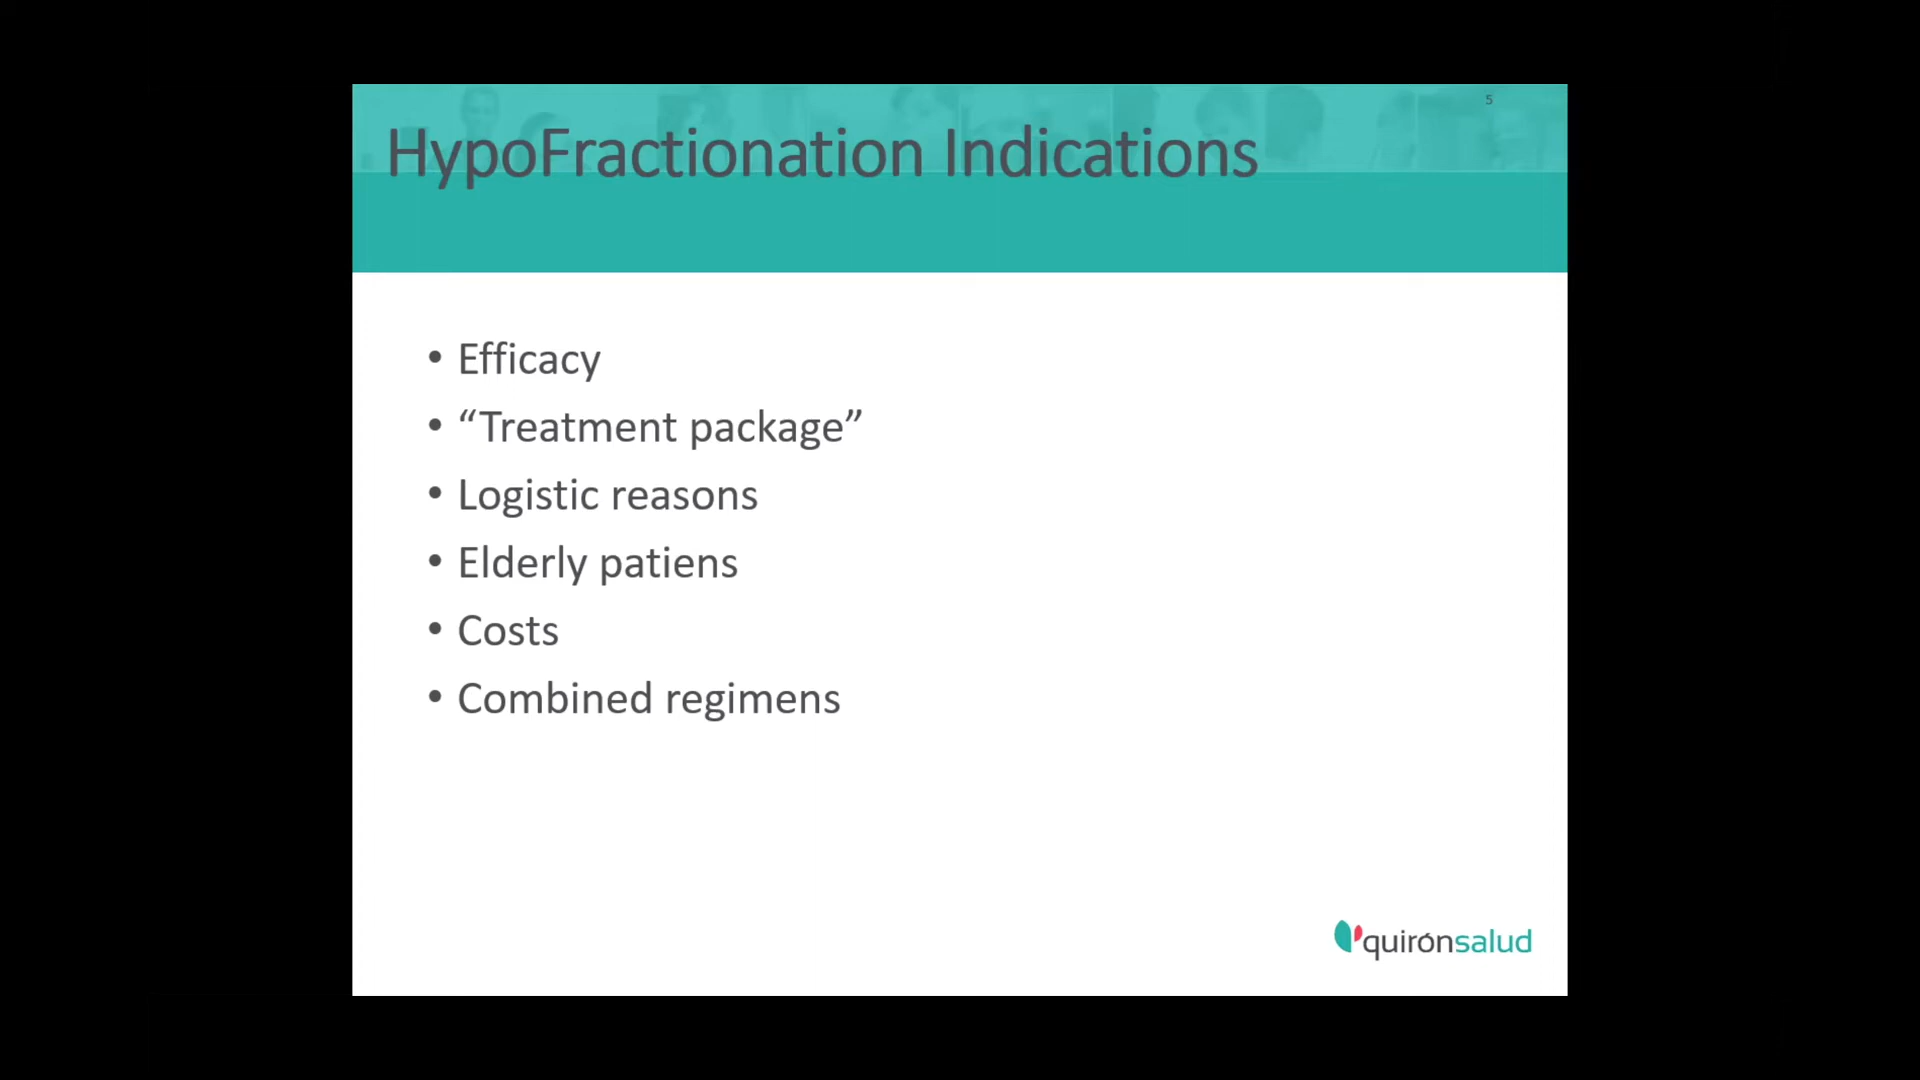 5
HypoFractionation Indications
• Efficacy
• “Treatment package”
• Logistic reasons
• Elderly patiens
• Costs
• Combined regimens
quirónsalud